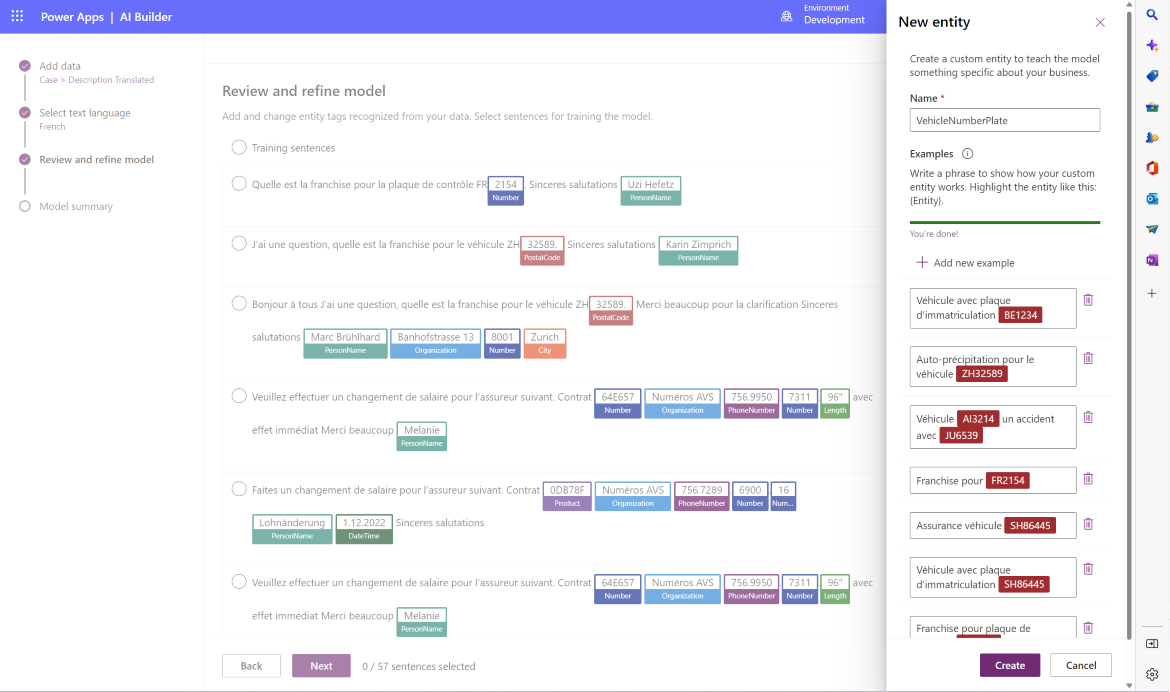 Power Apps | AI Builder
Environment
Development
Add data
Case > Description Translated
Select text language
French
Review and refine model
Model summary
Review and refine model
Add and change entity tags recognized from your data. Select sentences for training the model.
Training sentences
Quelle est la franchise pour la plaque de contrôle FR 2154 . Sinceres salutations Uzi Hefetz
Number PersonName
J'ai une question, quelle est la franchise pour le véhicule ZH 32589. Sinceres salutations Karin Zimprich
PostalCode PersonName
Bonjour à tous J'ai une question, quelle est la franchise pour le véhicule ZH 32589. Merci beaucoup pour la clarification Sinceres
PostalCode
salutations Marc Brühlhard Banhofstrasse 13 8001 Zurich
PersonName Organization Number City
Veuillez effectuer un changement de salaire pour l'assureur suivant. Contrat 64E657 Numéros AVS 756.9950 . 7311 . 96" avec
Number Organization PhoneNumber Number Length
effet immédiat Merci beaucoup Melanie
PersonName
Faites un changement de salaire pour l'assureur suivant. Contrat 0DB78F Numéros AVS 756.7289 6900 16
Product Organization PhoneNumber Number Num...
Lohnänderung 1.12.2022 Sinceres salutations
PersonName DateTime
Veuillez effectuer un changement de salaire pour l'assureur suivant. Contrat 64E657 Numéros AVS 756.9950 . 7311 . 96" avec
Number Organization PhoneNumber Number Length
effet immédiat Merci beaucoup Melanie
PersonName
Back
Next
0 / 57 sentences selected
New entity
Create a custom entity to teach the model
something specific about your business.
Name *
VehicleNumberPlate
Examples
Write a phrase to show how your custom
entity works. Highlight the entity like this:
{Entity}.
You're done!
Add new example
Véhicule avec plaque
d'immatriculation BE1234
Auto-précipitation pour le
véhicule ZH32589
Véhicule AI3214 un accident
avec JU6539
Franchise pour FR2154
Assurance véhicule SH86445
Véhicule avec plaque
d'immatriculation SH86445
Franchise pour plaque de
Create
Cancel